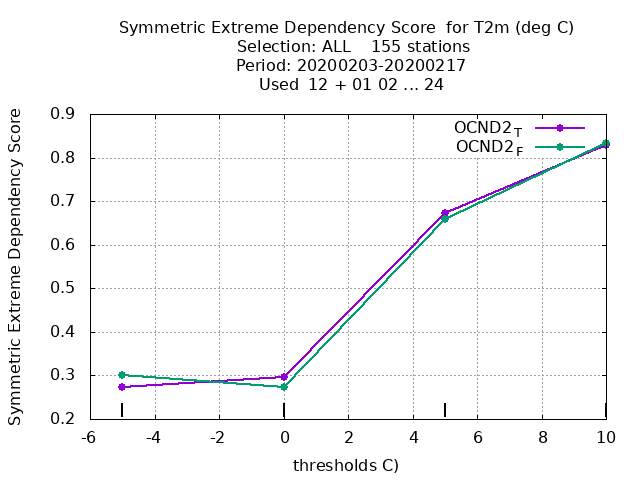 Symmetric Extreme Dependency Score for T2m (deg C)
Selection: ALL 155 stations
Period: 20200203-20200217
Used 12 + 01 02 ... 24
Symmetric Extreme Dependency Score
0.9
0.8
0.7
0.6
0.5
0.4
0.3
0.2
OCND2T
OCND2F
-6 -4 -2 0 2 4 6 8 10
thresholds C)